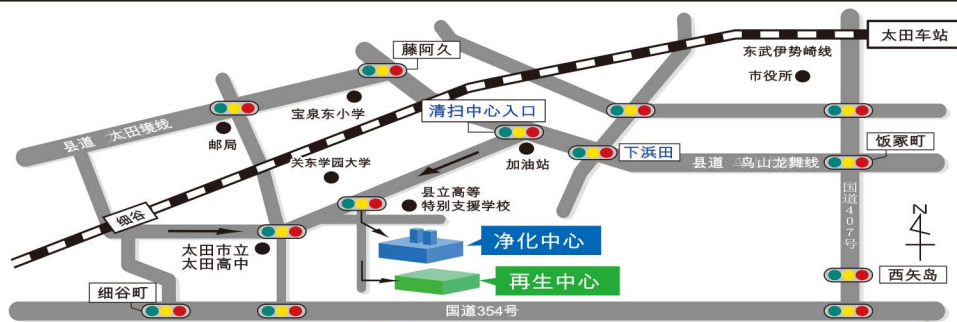 太田车站
东武伊势崎线
市役所
藤阿久
宝泉东小学
县道 太田境线
邮局
清扫中心入口
加油站
下浜田
饭冢町
县道 乌山龙舞线
关东学园大学
县立高等
特别支援学校
国道407号
N
细谷
太田市立
太田高中
净化中心
再生中心
西矢岛
细谷町
国道354号